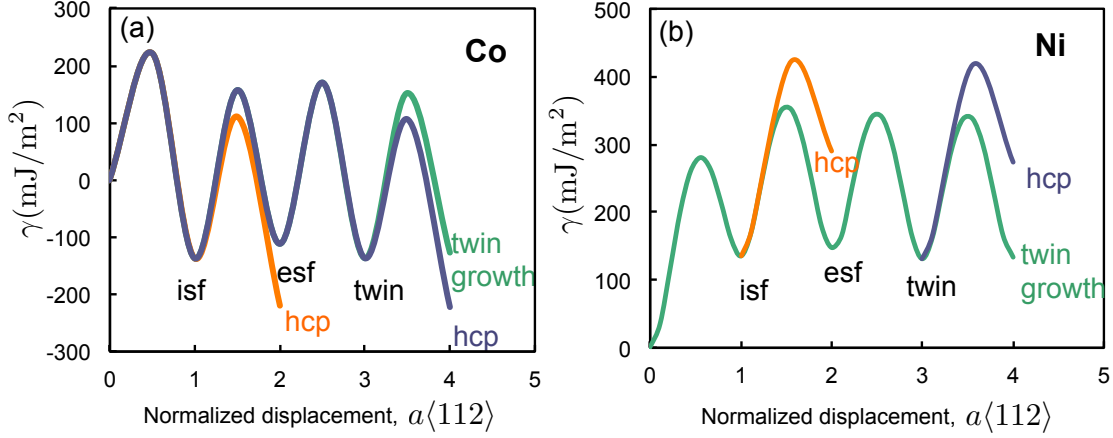 (a)
Co
300
200
100
0
-100
-200
-300
γ(mJ/m²)
isf
esf
twin
hcp
twin
growth
hcp
0 1 2 3 4 5
Normalized displacement, a⟨112⟩
(b)
Ni
500
400
300
200
100
0
γ(mJ/m²)
hcp
hcp
isf
esf
twin
twin
growth
0 1 2 3 4 5
Normalized displacement, a⟨112⟩